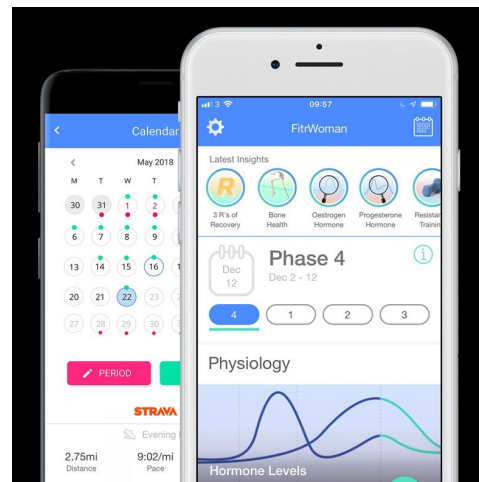 Calendar
May 2018
M T W T
30 31 1 2
6 7 8 9
13 14 15 16
20 21 22 23
27 28 29 30
PERIOD
STRAVA
Evening
2.75mi 9:02/mi
Distance Pace
3 09:57
FitrWoman
Latest Insights
R
3 R's of Recovery
Bone Health
Oestrogen Hormone
Progesterone Hormone
Phase 4
Dec 12
Dec 2 - 12
4 1 2 3
Physiology
Hormone Levels